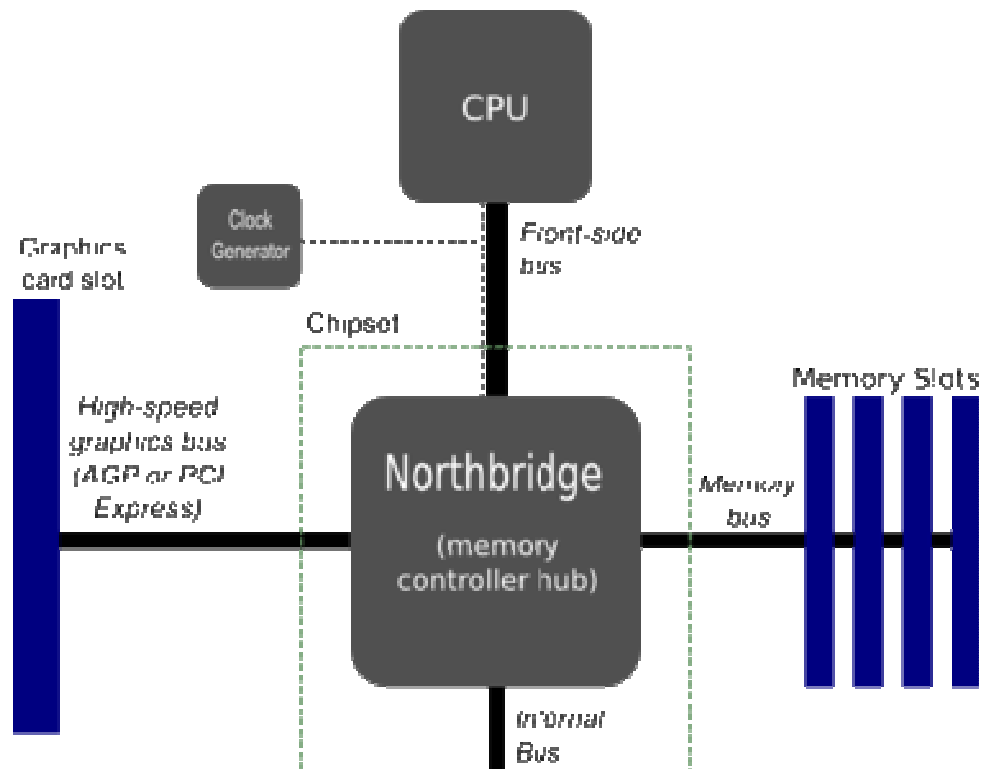 CPU
Clock
Generator
Front-side
bus
Graphics
card slot
Chipset
Memory Slots
High-speed
graphics bus
(AGP or PCI
Express)
Northbridge
(memory
controller hub)
Memory
bus
Internal
Bus